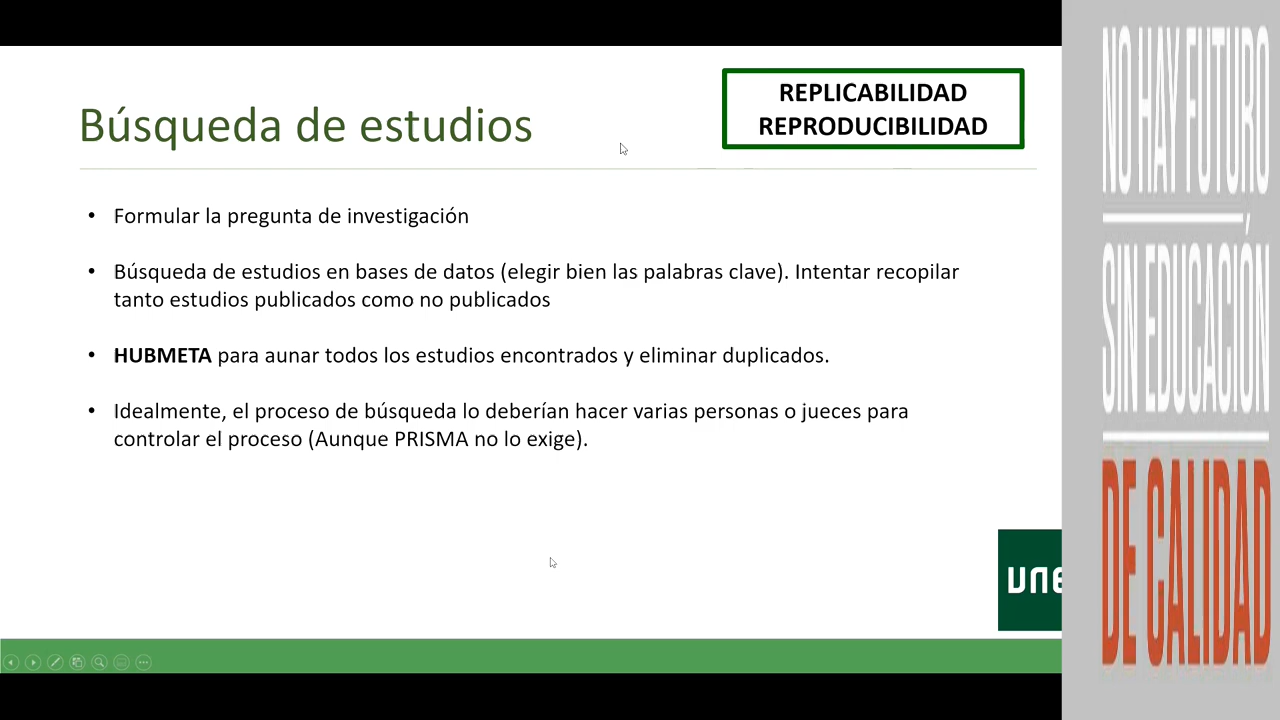 REPLICABILIDAD
REPRODUCIBILIDAD
Búsqueda de estudios
• Formular la pregunta de investigación
• Búsqueda de estudios en bases de datos (elegir bien las palabras clave). Intentar recopilar
tanto estudios publicados como no publicados
• HUBMETA para aunar todos los estudios encontrados y eliminar duplicados.
• Idealmente, el proceso de búsqueda lo deberían hacer varias personas o jueces para
controlar el proceso (Aunque PRISMA no lo exige).
UNE
NO HAY FUTURO
SIN EDUCACIÓN
DE CALIDAD